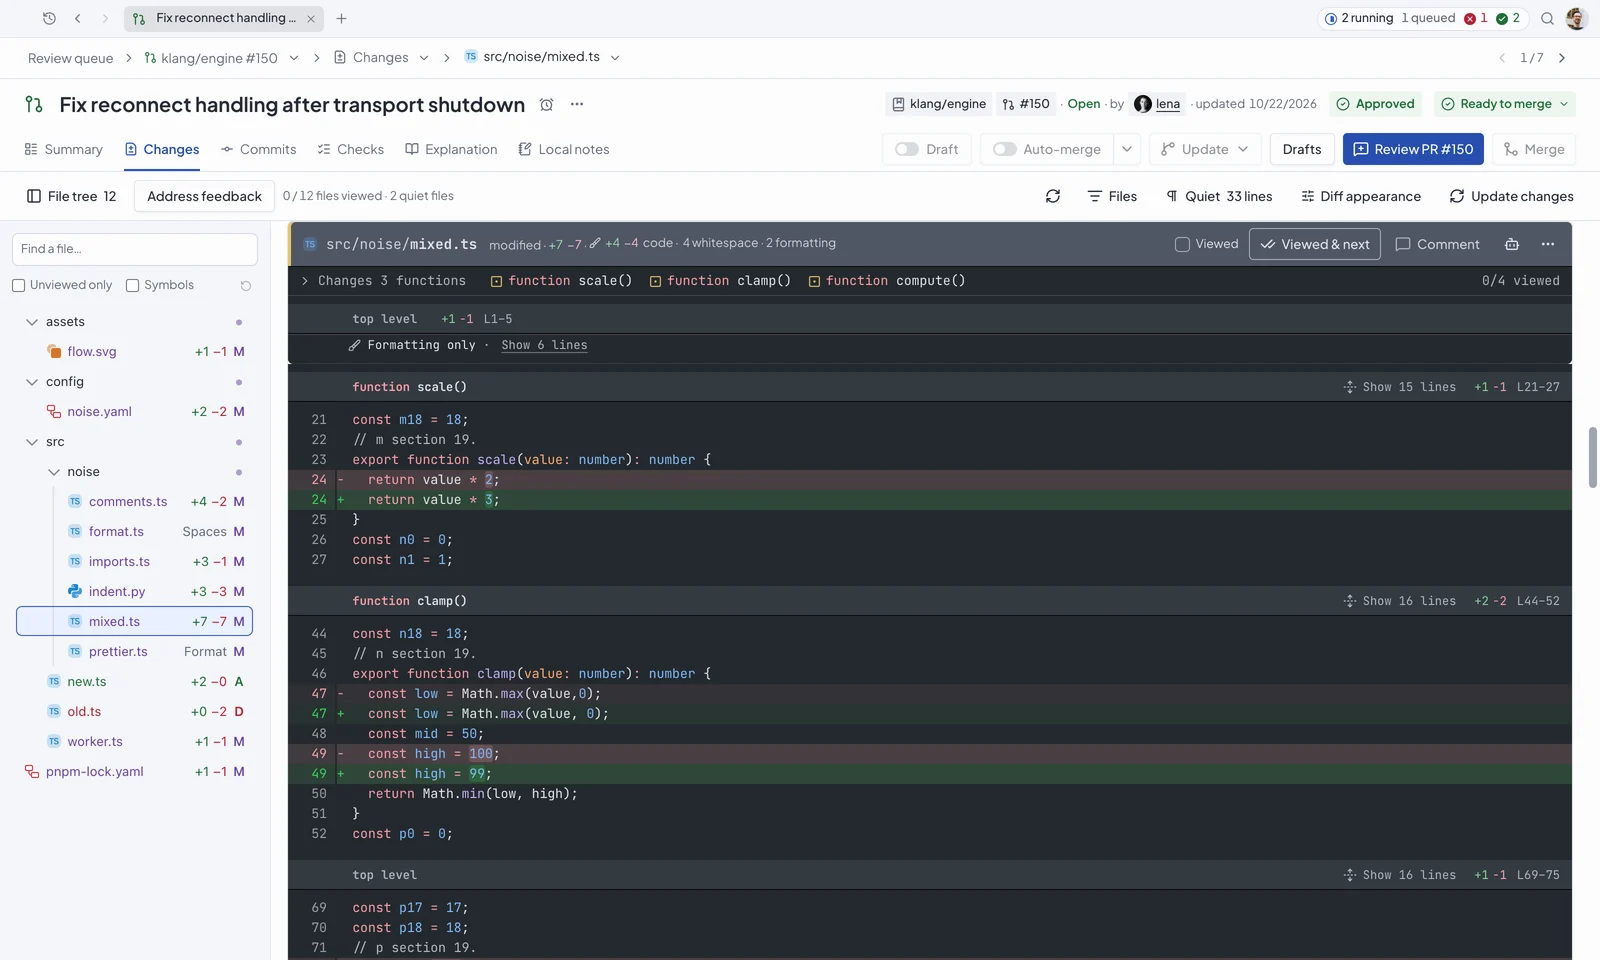 Fix reconnect handling ...
2 running 1 queued 1 2
Review queue klang/engine #150 Changes TS src/noise/mixed.ts 1/7
Fix reconnect handling after transport shutdown klang/engine #150 · Open · by lena · updated 10/22/2026 Approved Ready to merge
Summary Changes Commits Checks Explanation Local notes Draft Auto-merge Update Drafts Review PR #150 Merge
File tree 12 Address feedback 0/12 files viewed · 2 quiet files Files Quiet 33 lines Diff appearance Update changes
Find a file...
Unviewed only Symbols
assets
flow.svg +1 −1 M
config
noise.yaml +2 −2 M
src
noise
TS comments.ts +4 −2 M
TS format.ts Spaces M
TS imports.ts +3 −1 M
indent.py +3 −3 M
TS mixed.ts +7 −7 M
TS prettier.ts Format M
TS new.ts +2 −0 A
TS old.ts +0 −2 D
TS worker.ts +1 −1 M
pnpm-lock.yaml +1 −1 M
TS src/noise/mixed.ts modified · +7 −7 · +4 −4 code · 4 whitespace · 2 formatting Viewed Viewed & next Comment
Changes 3 functions function scale() function clamp() function compute() 0/4 viewed
top level +1 -1 L1-5
Formatting only · Show 6 lines
function scale() Show 15 lines +1 -1 L21-27
21 const m18 = 18;
22 // m section 19.
23 export function scale(value: number): number {
24 - return value * 2;
24 + return value * 3;
25 }
26 const n0 = 0;
27 const n1 = 1;
function clamp() Show 16 lines +2 -2 L44-52
44 const n18 = 18;
45 // n section 19.
46 export function clamp(value: number): number {
47 - const low = Math.max(value,0);
47 + const low = Math.max(value, 0);
48 const mid = 50;
49 - const high = 100;
49 + const high = 99;
50 return Math.min(low, high);
51 }
52 const p0 = 0;
top level Show 16 lines +1 -1 L69-75
69 const p17 = 17;
70 const p18 = 18;
71 // p section 19.